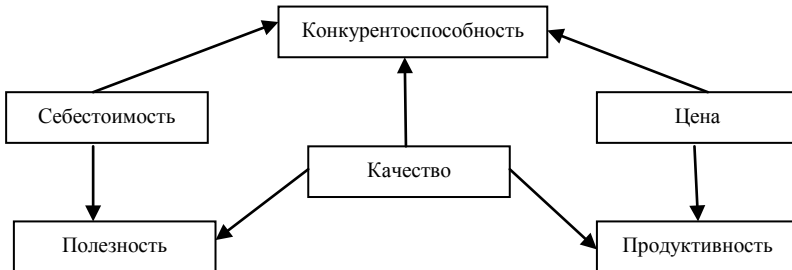 Конкурентоспособность
Себестоимость
Цена
Качество
Полезность
Продуктивность